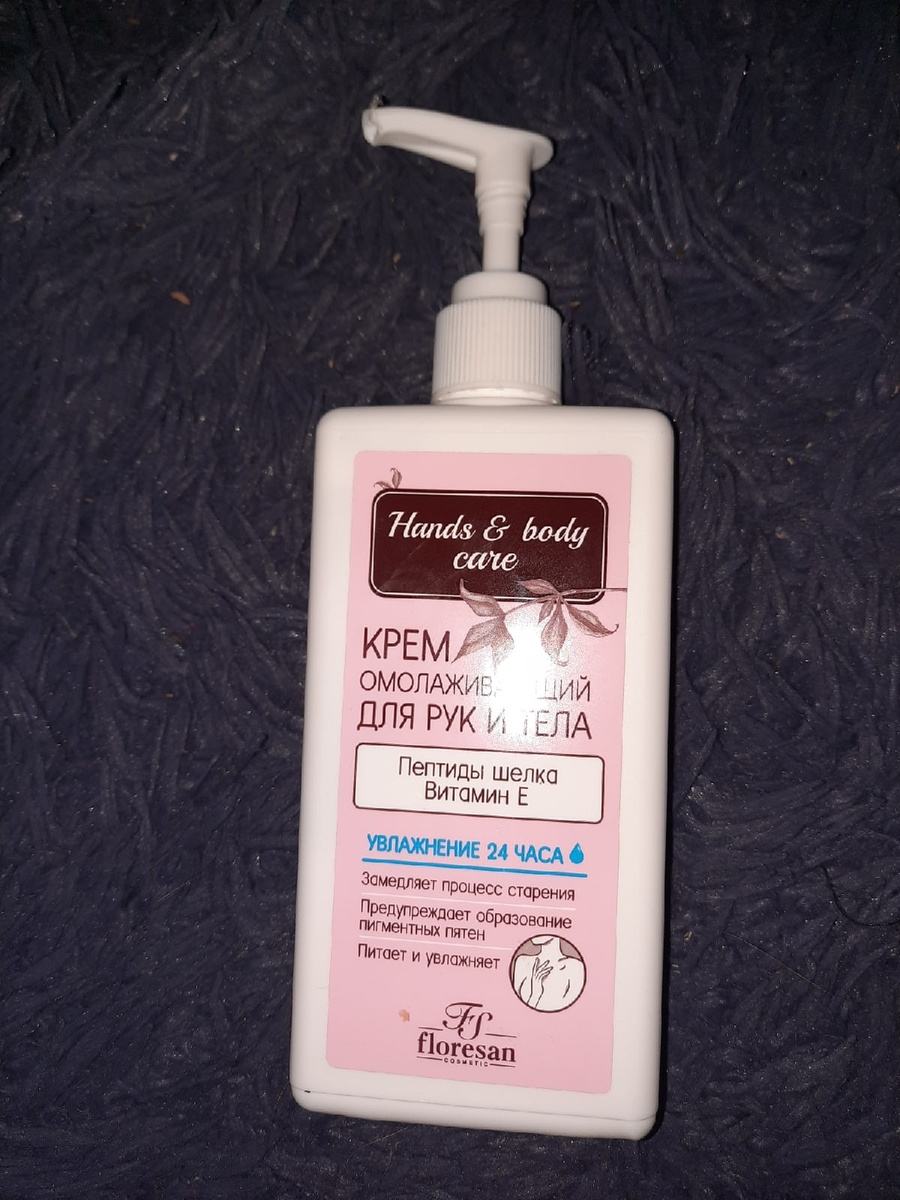 Hands & body
care
КРЕМ
ОМОЛАЖИВАЮЩИЙ
ДЛЯ РУК И ТЕЛА
Пептиды шелка
Витамин Е
УВЛАЖНЕНИЕ 24 ЧАСА
Замедляет процесс старения
Предупреждает образование
пигментных пятен
Питает и увлажняет
FS
floresan
COSMETIC